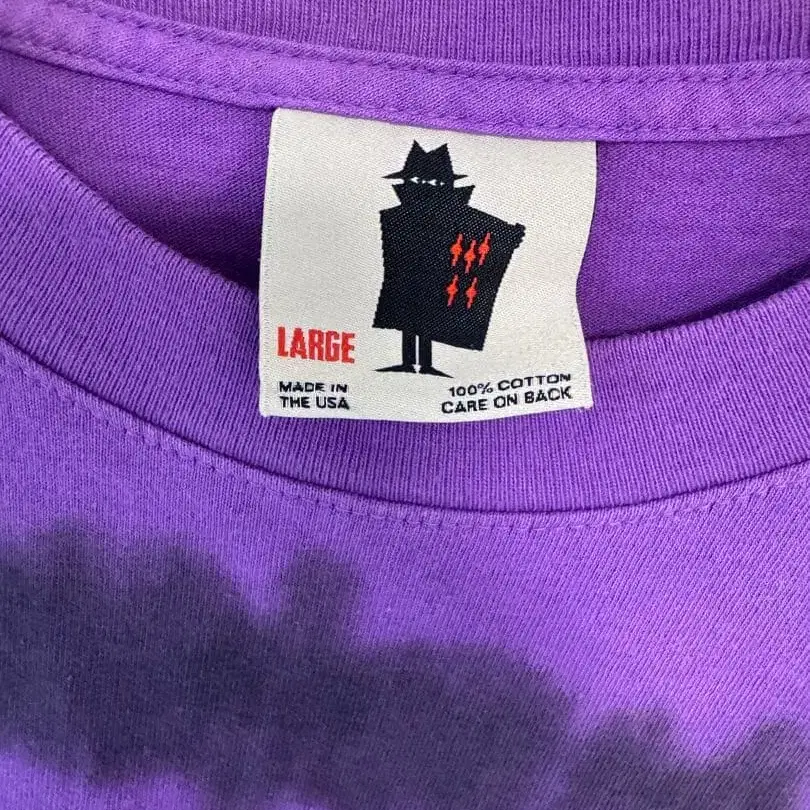 LARGE
MADE IN
THE USA
100% COTTON
CARE ON BACK